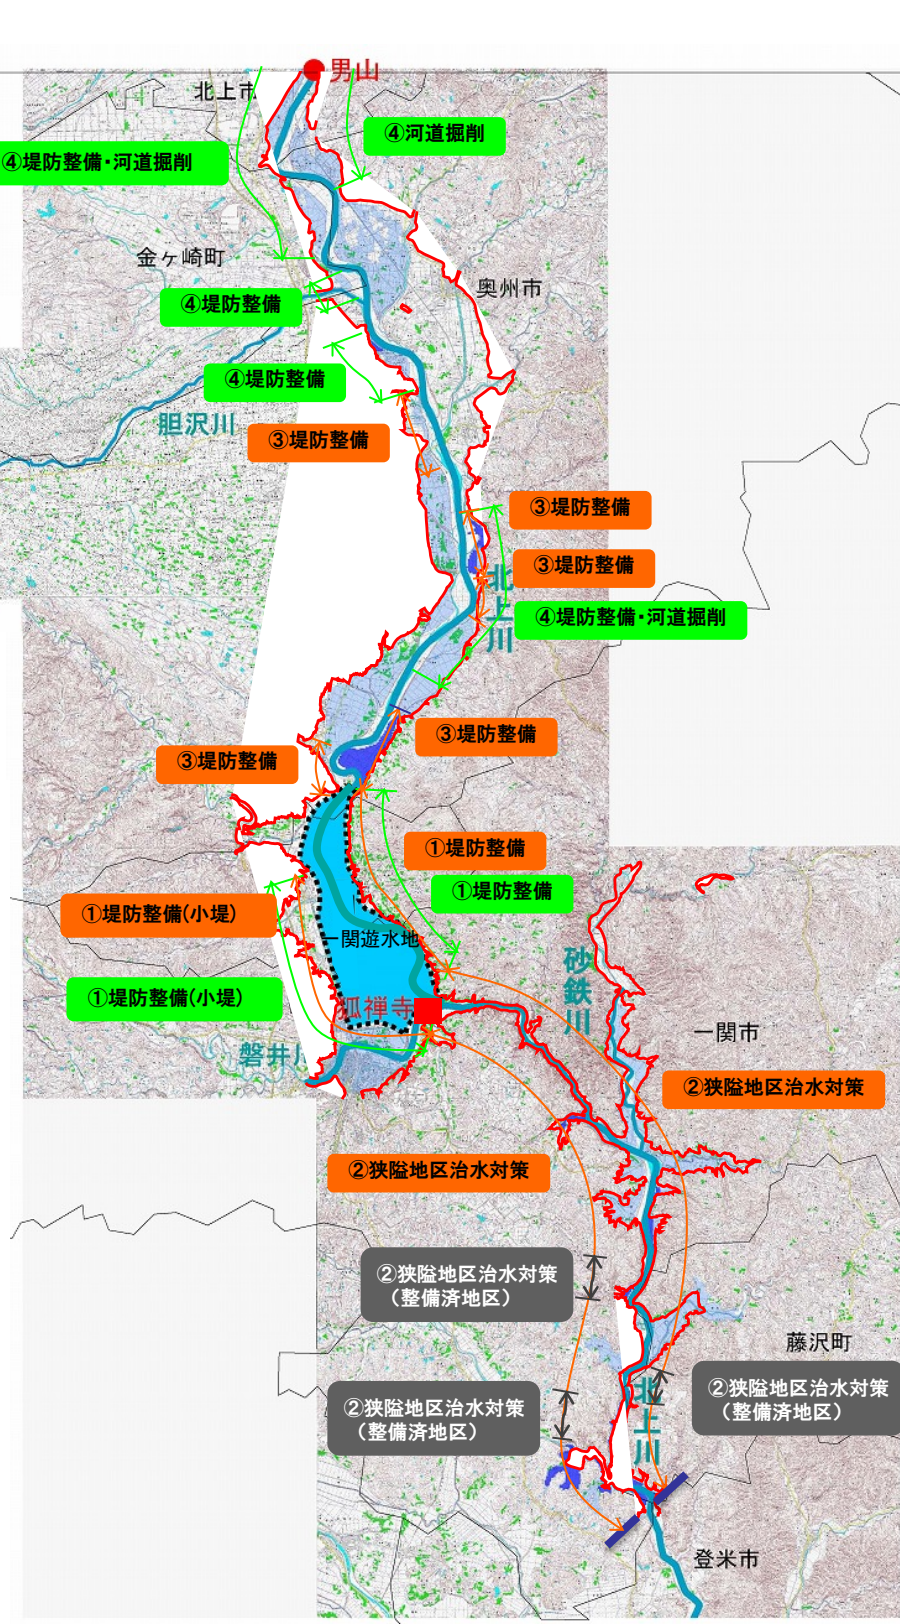 男山
北上市
④河道掘削
④堤防整備・河道掘削
金ヶ崎町
奥州市
④堤防整備
④堤防整備
胆沢川
③堤防整備
③堤防整備
③堤防整備
北上川
④堤防整備・河道掘削
③堤防整備
③堤防整備
①堤防整備
①堤防整備
①堤防整備(小堤)
一関遊水地
砂鉄川
①堤防整備(小堤)
狐禅寺
一関市
磐井川
②狭隘地区治水対策
②狭隘地区治水対策
②狭隘地区治水対策
（整備済地区）
藤沢町
②狭隘地区治水対策
（整備済地区）
②狭隘地区治水対策
（整備済地区）
北上川
登米市